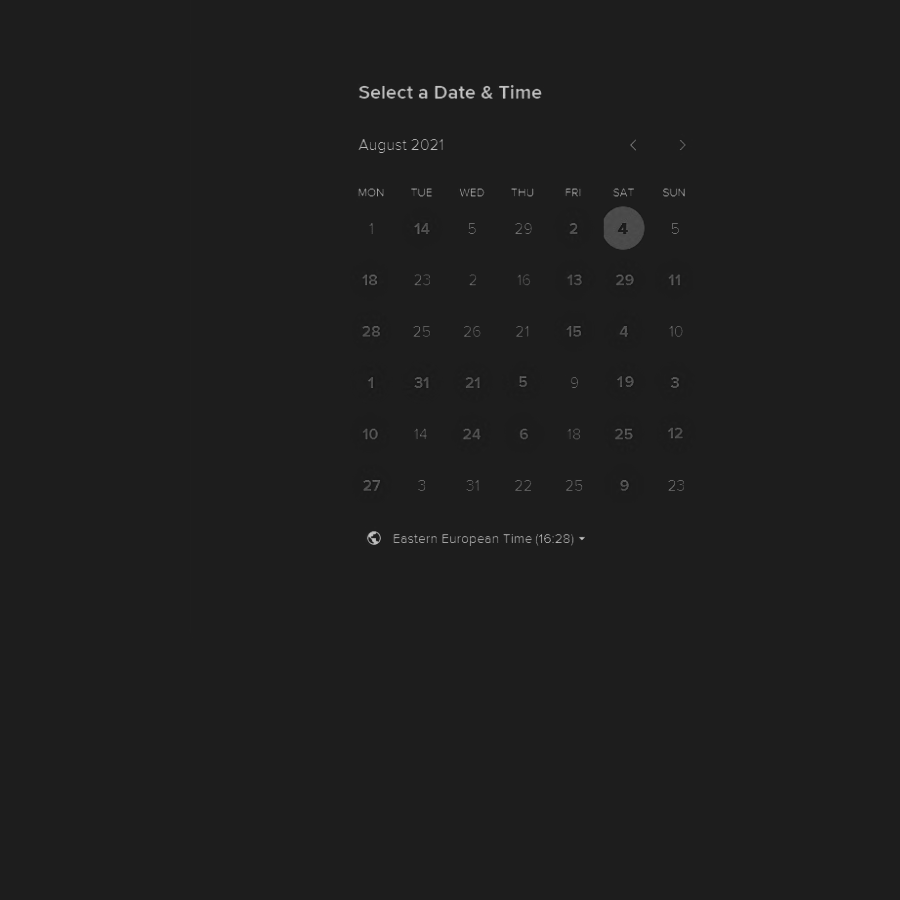 Select a Date & Time
August 2021
MON TUE WED THU FRI SAT SUN
1 14 5 29 2 4 5
18 23 2 16 13 29 11
28 25 26 21 15 4 10
1 31 21 5 9 19 3
10 14 24 6 18 25 12
27 3 31 22 25 9 23
Eastern European Time (16:28)